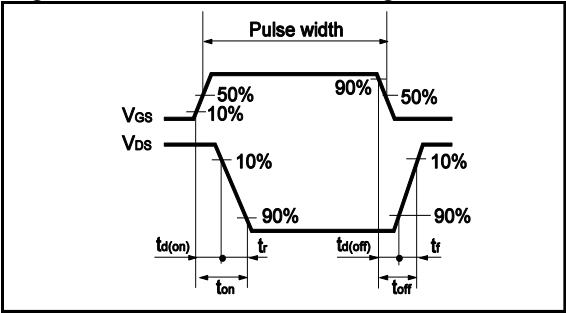 Pulse width
90%
50%
50%
10%
VGS
VDS
10%
10%
90%
90%
td(on)
tr
td(off)
tf
ton
toff